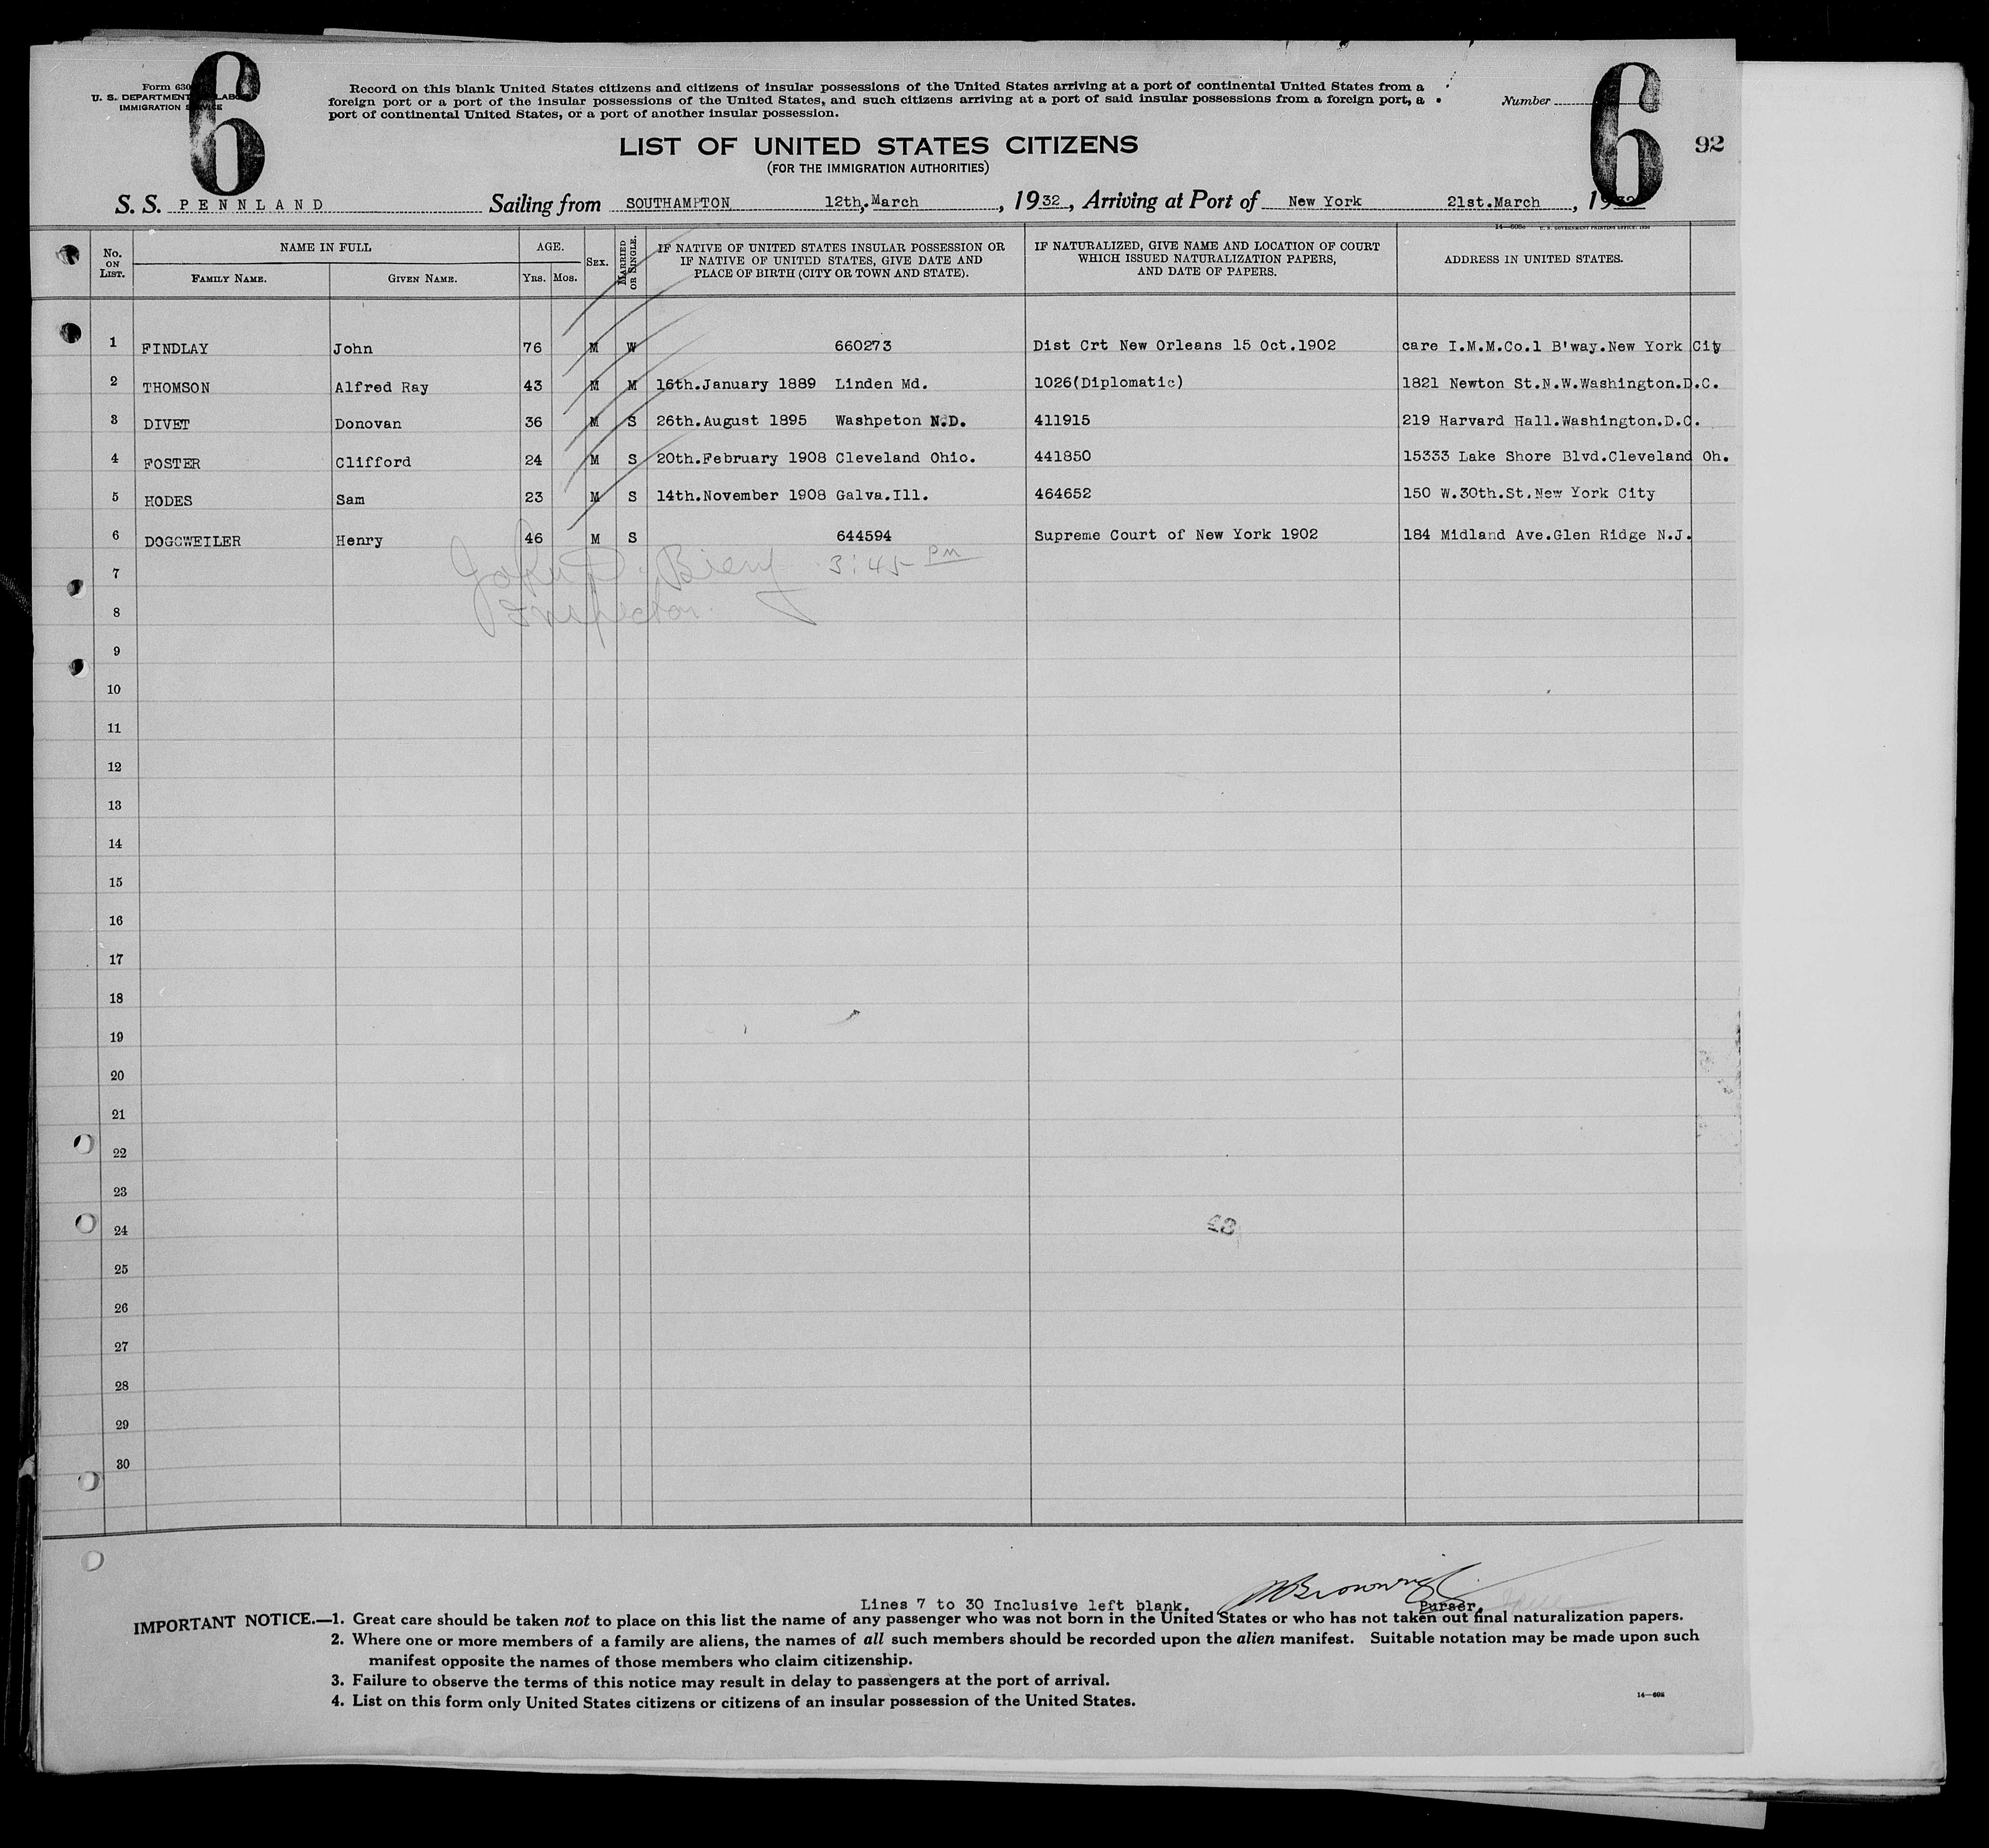 6 6
Form 630
U. S. DEPARTMENT OF LABOR
IMMIGRATION SERVICE
Record on this blank United States citizens and citizens of insular possessions of the United States arriving at a port of continental United States from a
foreign port or a port of the insular possessions of the United States, and such citizens arriving at a port of said insular possessions from a foreign port, a
port of continental United States, or a port of another insular possession.
Number
92
LIST OF UNITED STATES CITIZENS
(FOR THE IMMIGRATION AUTHORITIES)
S. S. PENNLAND Sailing from SOUTHAMPTON 12th. March, 1932, Arriving at Port of New York 21st.March, 1932
14—608a U. S. GOVERNMENT PRINTING OFFICE: 1930
No. ON LIST. NAME IN FULL AGE. SEX. MARRIED OR SINGLE. IF NATIVE OF UNITED STATES INSULAR POSSESSION OR IF NATIVE OF UNITED STATES, GIVE DATE AND PLACE OF BIRTH (CITY OR TOWN AND STATE). IF NATURALIZED, GIVE NAME AND LOCATION OF COURT WHICH ISSUED NATURALIZATION PAPERS, AND DATE OF PAPERS. ADDRESS IN UNITED STATES.
FAMILY NAME. GIVEN NAME. YRS. MOS.
1 FINDLAY John 76 M W 660273 Dist Crt New Orleans 15 Oct.1902 care I.M.M.Co.1 B'way.New York City
2 THOMSON Alfred Ray 43 M M 16th.January 1889 Linden Md. 1026(Diplomatic) 1821 Newton St.N.W.Washington.D.C.
3 DIVET Donovan 36 M S 26th.August 1895 Washpeton N.D. 411915 219 Harvard Hall.Washington.D.C.
4 FOSTER Clifford 24 M S 20th.February 1908 Cleveland Ohio. 441850 15333 Lake Shore Blvd.Cleveland Oh.
5 HODES Sam 23 M S 14th.November 1908 Galva.Ill. 464652 150 W.30th.St.New York City
6 DOGGWEILER Henry 46 M S 644594 Supreme Court of New York 1902 184 Midland Ave.Glen Ridge N.J.
John D. 3:45 PM
7
Inspector.
8
9
10
11
12
13
14
15
16
17
18
19
20
21
22
23
24
25
26
27
28
29
30
Lines 7 to 30 Inclusive left blank.
Purser.
IMPORTANT NOTICE.—1. Great care should be taken not to place on this list the name of any passenger who was not born in the United States or who has not taken out final naturalization papers.
2. Where one or more members of a family are aliens, the names of all such members should be recorded upon the alien manifest. Suitable notation may be made upon such
manifest opposite the names of those members who claim citizenship.
3. Failure to observe the terms of this notice may result in delay to passengers at the port of arrival.
4. List on this form only United States citizens or citizens of an insular possession of the United States.
14—608